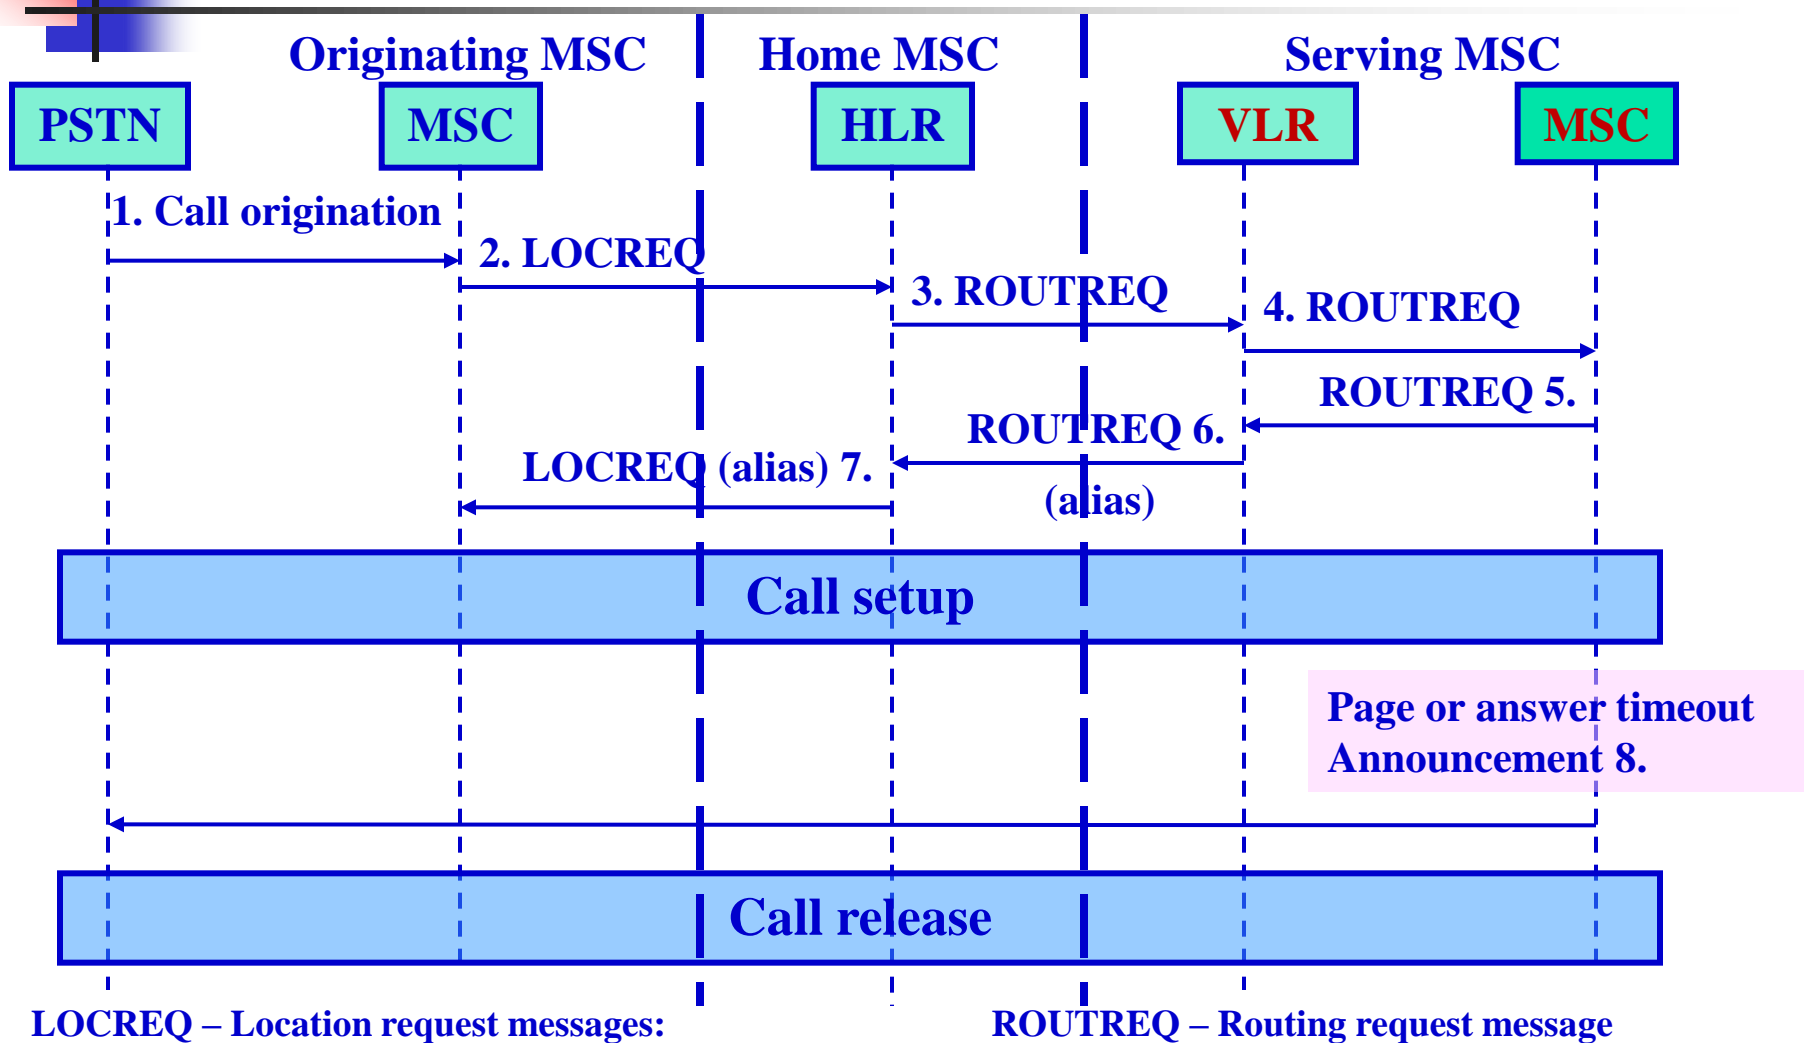 Originating MSC
Home MSC
Serving MSC
PSTN
MSC
HLR
VLR
MSC
1. Call origination
2. LOCREQ
3. ROUTREQ
4. ROUTREQ
ROUTREQ 5.
ROUTREQ 6.
(alias)
LOCREQ (alias) 7.
Call setup
Page or answer timeout
Announcement 8.
Call release
LOCREQ – Location request messages:
ROUTREQ – Routing request message